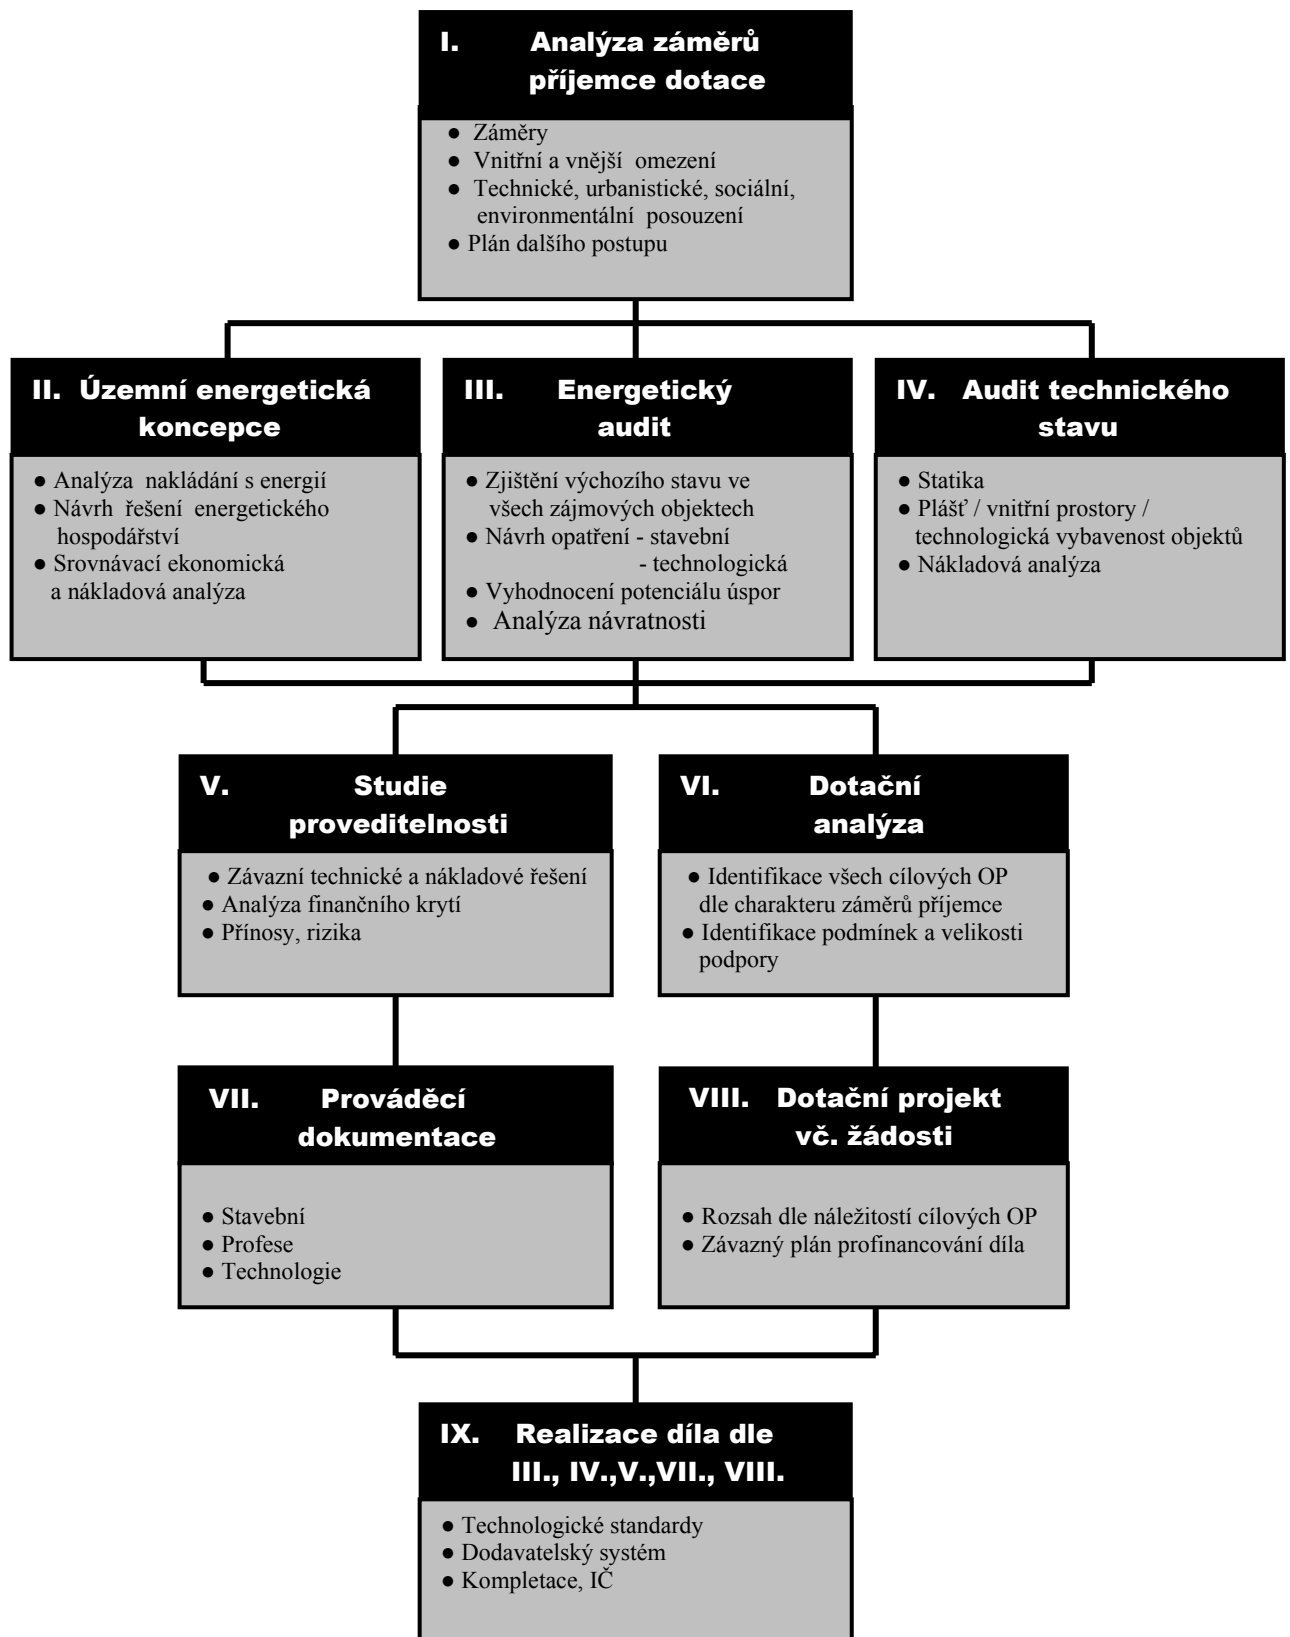 I. Analýza záměrů
příjemce dotace
● Záměry
● Vnitřní a vnější omezení
● Technické, urbanistické, sociální,
environmentální posouzení
● Plán dalšího postupu
II. Územní energetická
koncepce
● Analýza nakládání s energií
● Návrh řešení energetického
hospodářství
● Srovnávací ekonomická
a nákladová analýza
III. Energetický
audit
● Zjištění výchozího stavu ve
všech zájmových objektech
● Návrh opatření - stavební
- technologická
● Vyhodnocení potenciálu úspor
● Analýza návratnosti
IV. Audit technického
stavu
● Statika
● Plášť / vnitřní prostory /
technologická vybavenost objektů
● Nákladová analýza
V. Studie
proveditelnosti
● Závazní technické a nákladové řešení
● Analýza finančního krytí
● Přínosy, rizika
VI. Dotační
analýza
● Identifikace všech cílových OP
dle charakteru záměrů příjemce
● Identifikace podmínek a velikosti
podpory
VII. Prováděcí
dokumentace
● Stavební
● Profese
● Technologie
VIII. Dotační projekt
vč. žádosti
● Rozsah dle náležitostí cílových OP
● Závazný plán profinancování díla
IX. Realizace díla dle
III., IV.,V.,VII., VIII.
● Technologické standardy
● Dodavatelský systém
● Kompletace, IČ